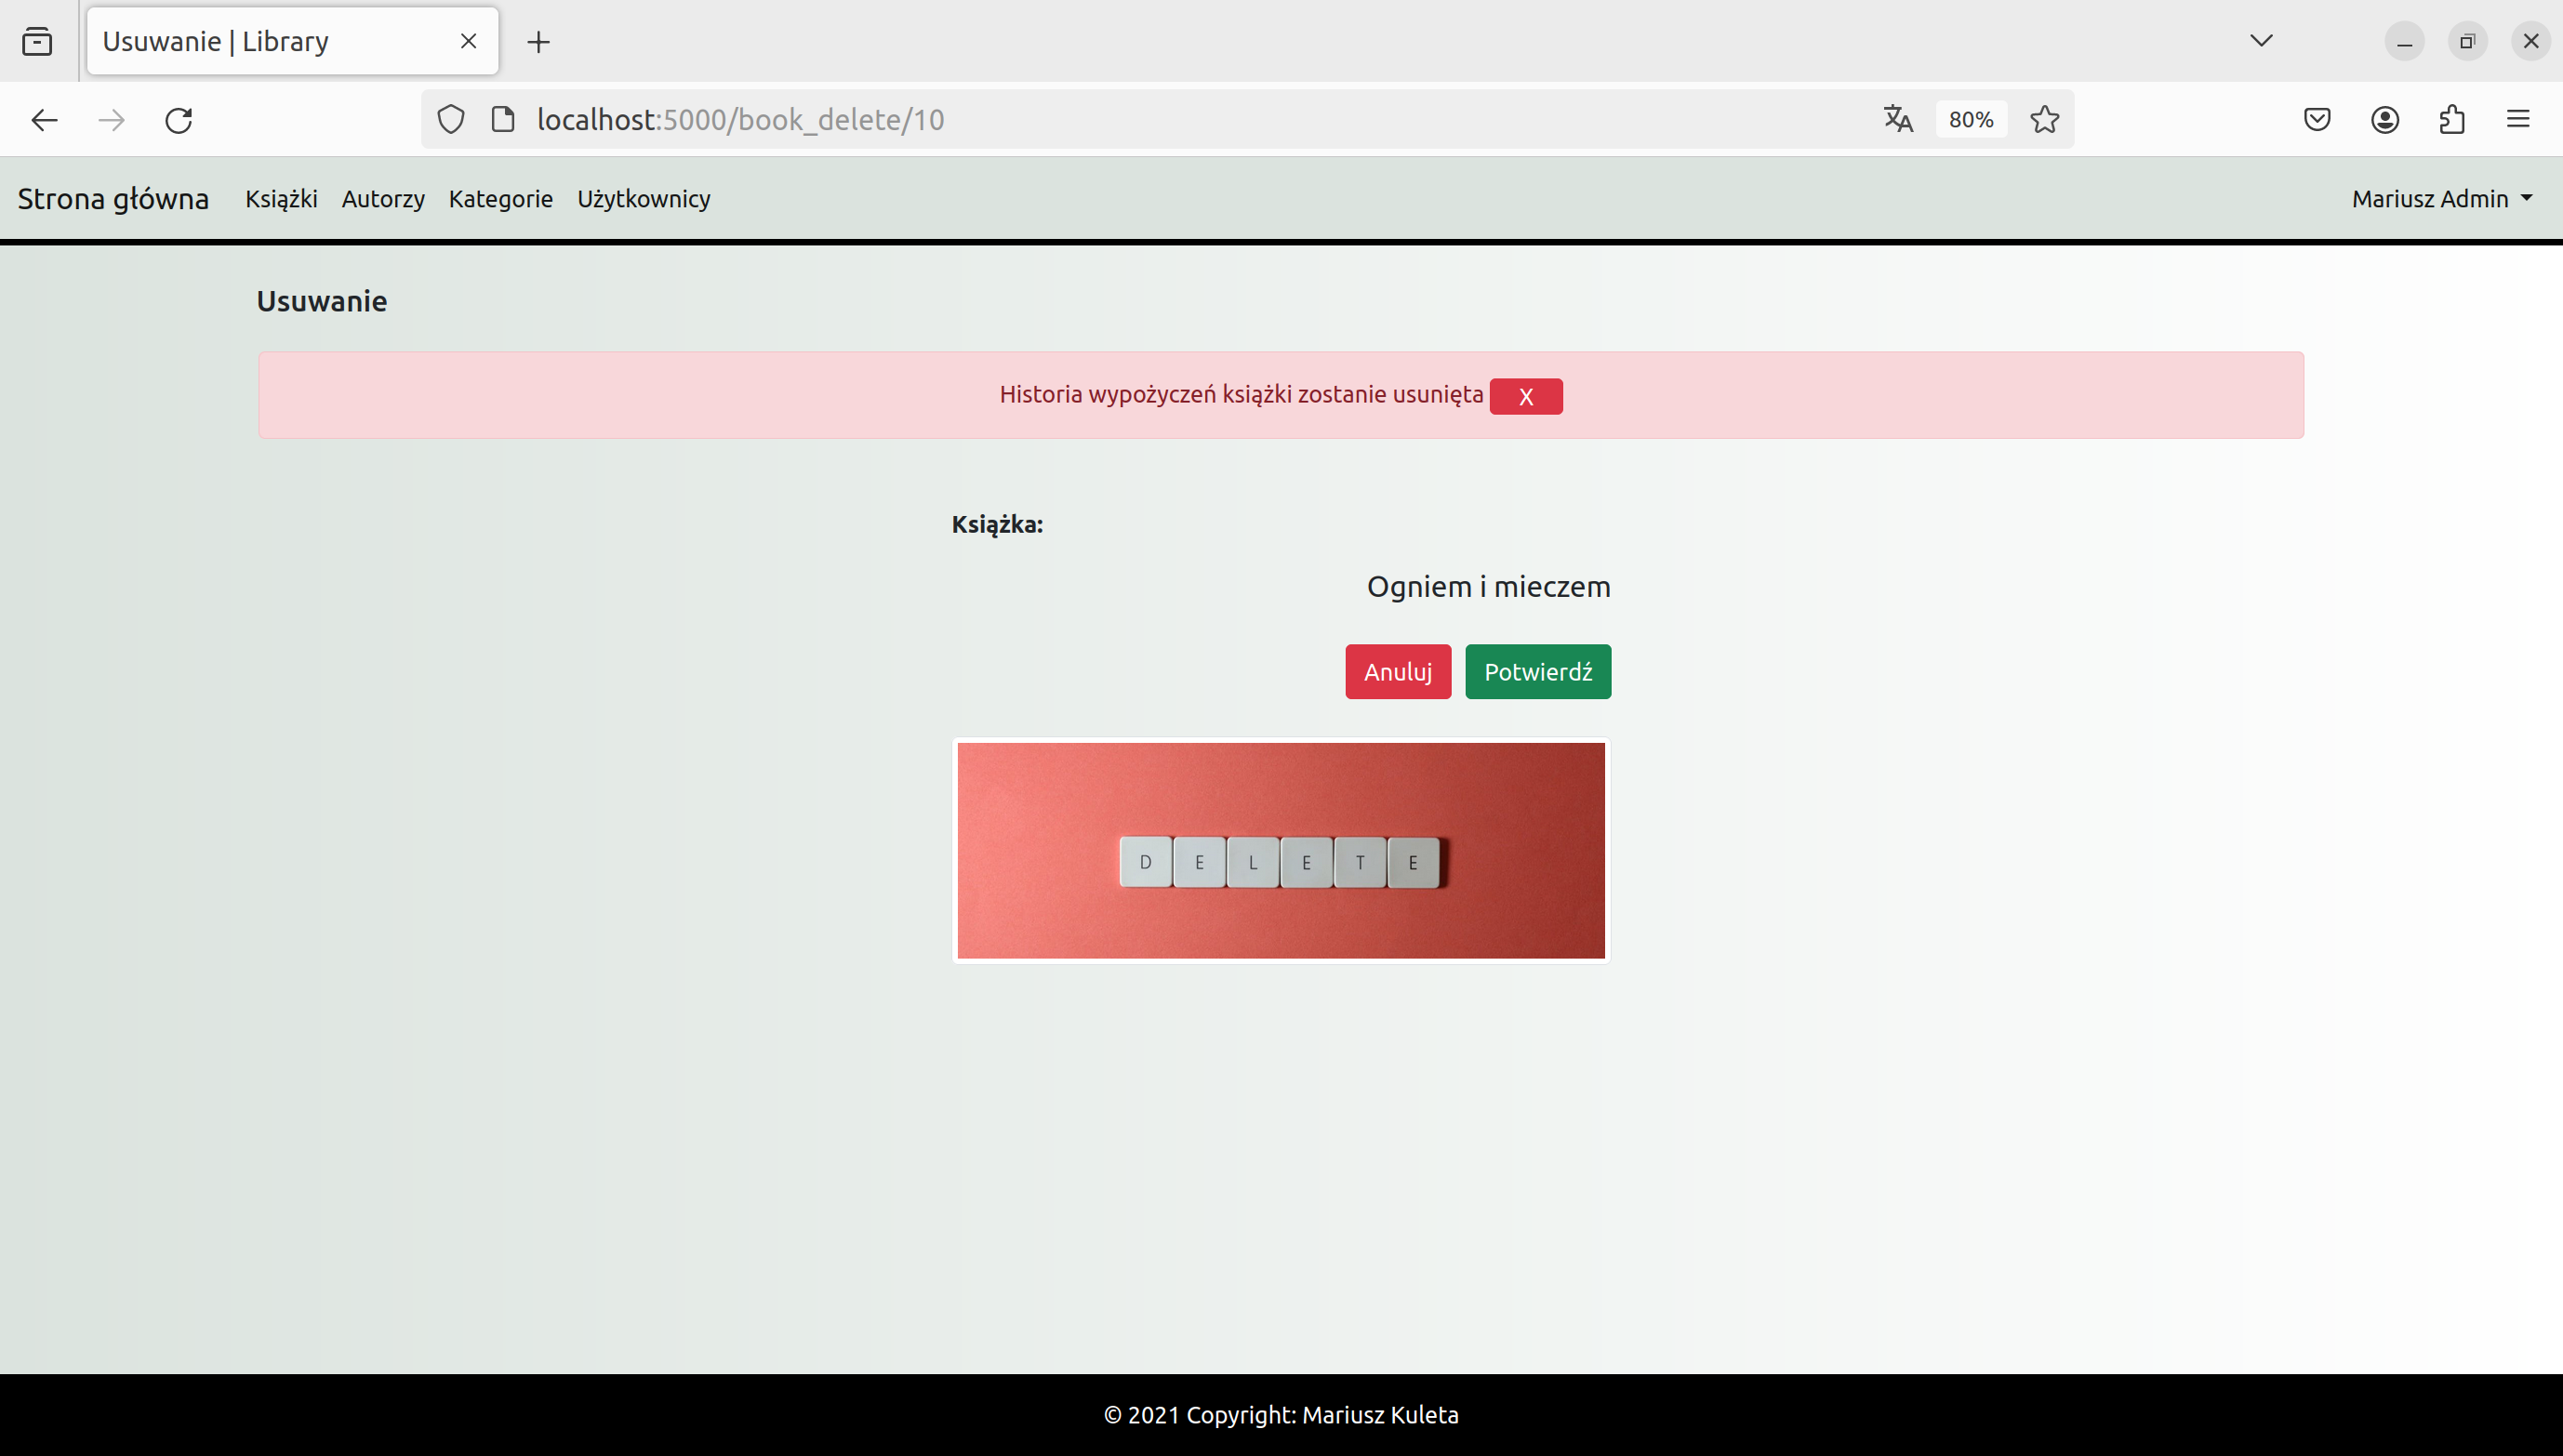 Usuwanie | Library
localhost:5000/book_delete/10
80%
Strona główna Książki Autorzy Kategorie Użytkownicy Mariusz Admin
Usuwanie
Historia wypożyczeń książki zostanie usunięta X
Książka:
Ogniem i mieczem
Anuluj Potwierdź
DELETE
© 2021 Copyright: Mariusz Kuleta